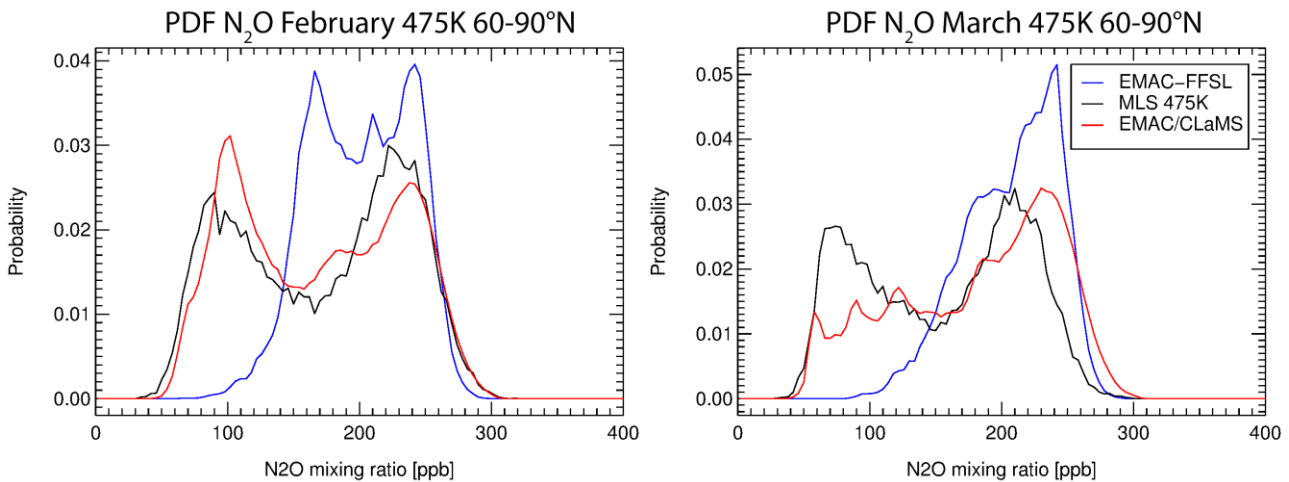 PDF N₂O February 475K 60-90°N
0.04
0.03
0.02
0.01
0.00
Probability
0
100
200
300
400
N2O mixing ratio [ppb]
PDF N₂O March 475K 60-90°N
0.05
0.04
0.03
0.02
0.01
0.00
Probability
0
100
200
300
400
N2O mixing ratio [ppb]
EMAC-FFSL
MLS 475K
EMAC/CLaMS